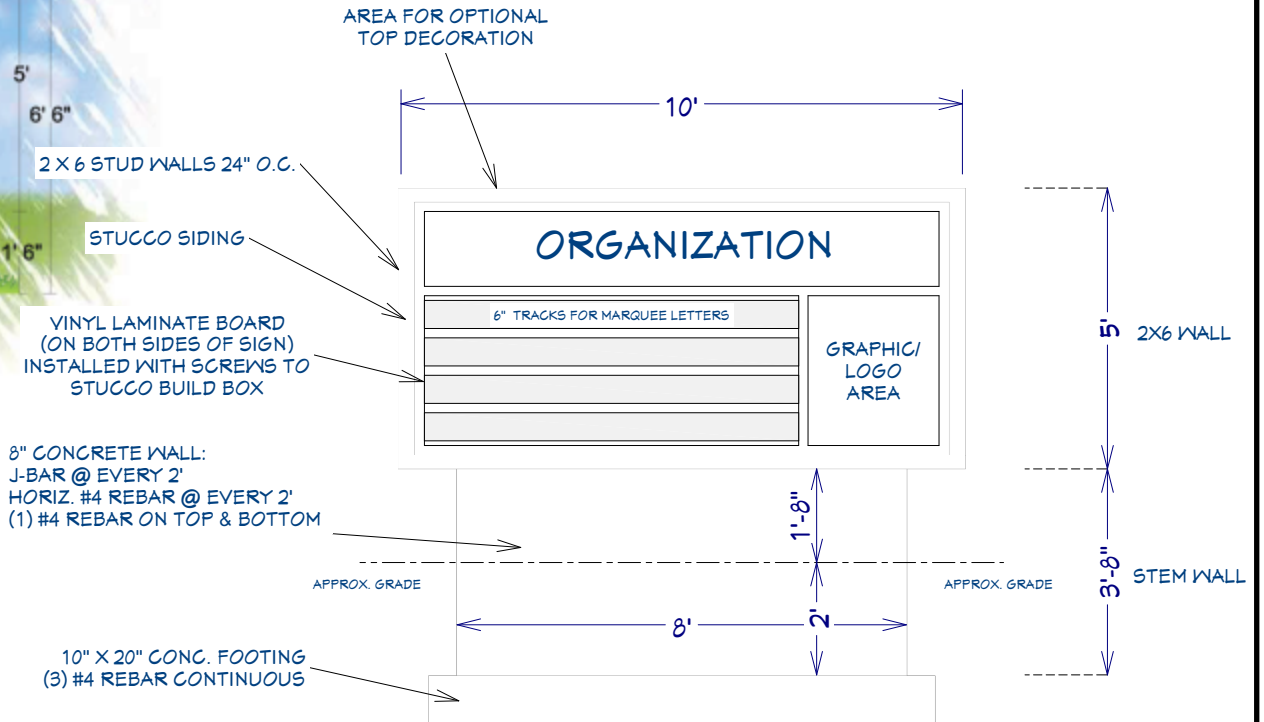 AREA FOR OPTIONAL
TOP DECORATION
5'
6' 6"
10'
2 X 6 STUD WALLS 24" O.C.
STUCCO SIDING
1' 6"
ORGANIZATION
VINYL LAMINATE BOARD
(ON BOTH SIDES OF SIGN)
INSTALLED WITH SCREWS TO
STUCCO BUILD BOX
6" TRACKS FOR MARQUEE LETTERS
GRAPHIC/
LOGO
AREA
5'
2X6 WALL
8" CONCRETE WALL:
J-BAR @ EVERY 2'
HORIZ. #4 REBAR @ EVERY 2'
(1) #4 REBAR ON TOP & BOTTOM
1'-8"
APPROX. GRADE
APPROX. GRADE
3'-8"
STEM WALL
8'
2'
10" X 20" CONC. FOOTING
(3) #4 REBAR CONTINUOUS